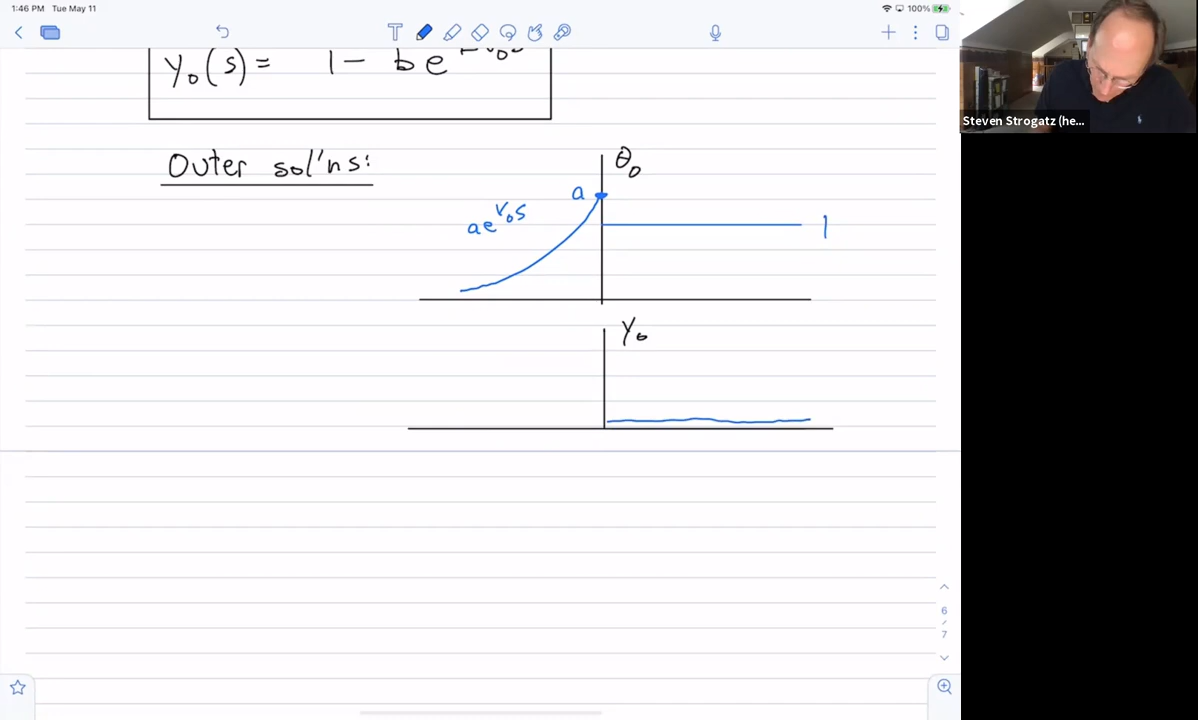 1:46 PM Tue May 11
100%
T
Steven Strogatz (he...
y₀(s) = 1 - b e
Outer sol'ns:
θ₀
a
ae^{v₀s}
1
y₀
6
/
7